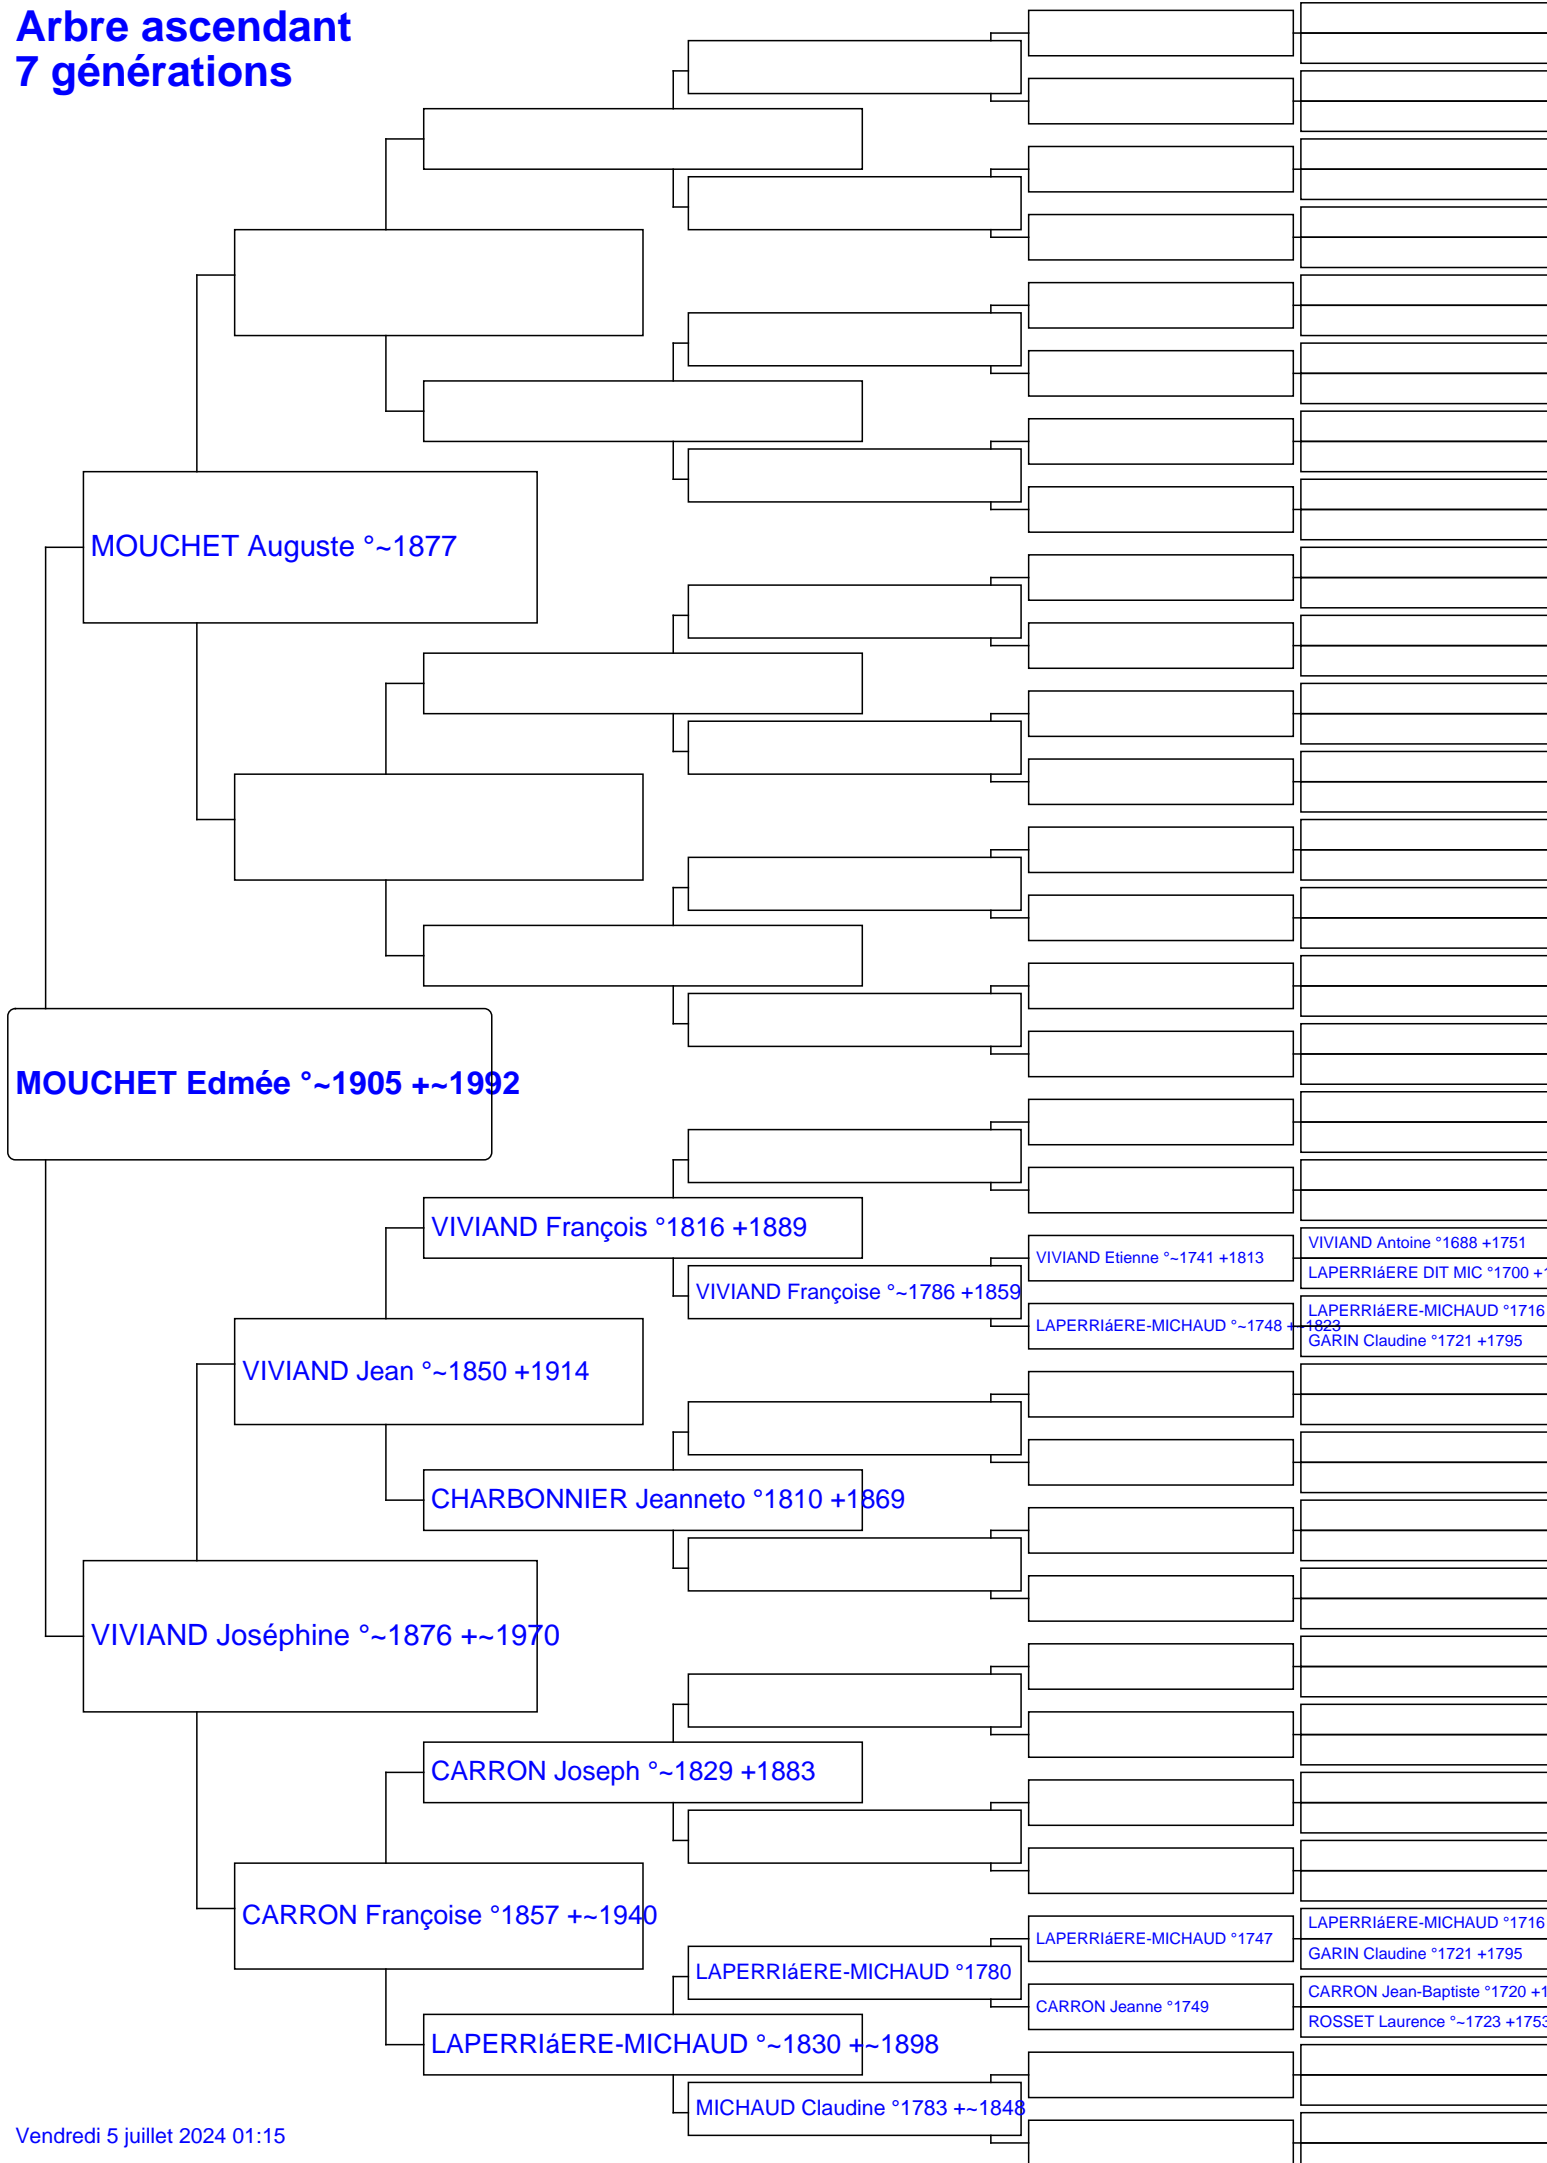 Arbre ascendant
7 générations
MOUCHET Auguste °~1877
MOUCHET Edmée °~1905 +~1992
VIVIAND François °1816 +1889
VIVIAND Etienne °~1741 +1813
VIVIAND Antoine °1688 +1751
LAPERRIáERE DIT MIC °1700 +1
VIVIAND Françoise °~1786 +1859
LAPERRIáERE-MICHAUD °~1748 +~1823
LAPERRIáERE-MICHAUD °1716
GARIN Claudine °1721 +1795
VIVIAND Jean °~1850 +1914
CHARBONNIER Jeanneto °1810 +1869
VIVIAND Joséphine °~1876 +~1970
CARRON Joseph °~1829 +1883
CARRON Françoise °1857 +~1940
LAPERRIáERE-MICHAUD °1747
LAPERRIáERE-MICHAUD °1716
GARIN Claudine °1721 +1795
LAPERRIáERE-MICHAUD °1780
CARRON Jeanne °1749
CARRON Jean-Baptiste °1720 +1
ROSSET Laurence °~1723 +1753
LAPERRIáERE-MICHAUD °~1830 +~1898
MICHAUD Claudine °1783 +~1848
Vendredi 5 juillet 2024 01:15